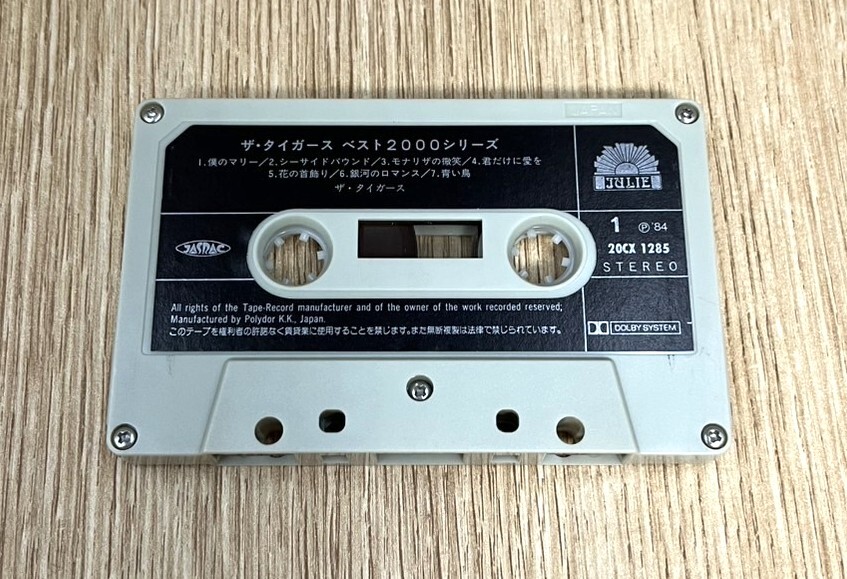 JAPAN
ザ・タイガース ベスト2000シリーズ
1.僕のマリー/2.シーサイドバウンド/3.モナリザの微笑/4.君だけに愛を
5.花の首飾り/6.銀河のロマンス/7.青い鳥
ザ・タイガース
JULIE
JASRAC
1 Ⓟ'84
20CX 1285
STEREO
All rights of the Tape-Record manufacturer and of the owner of the work recorded reserved;
Manufactured by Polydor K.K., Japan.
このテープを権利者の許諾なく賃貸業に使用することを禁じます。また無断複製は法律で禁じられています。
DOLBY SYSTEM